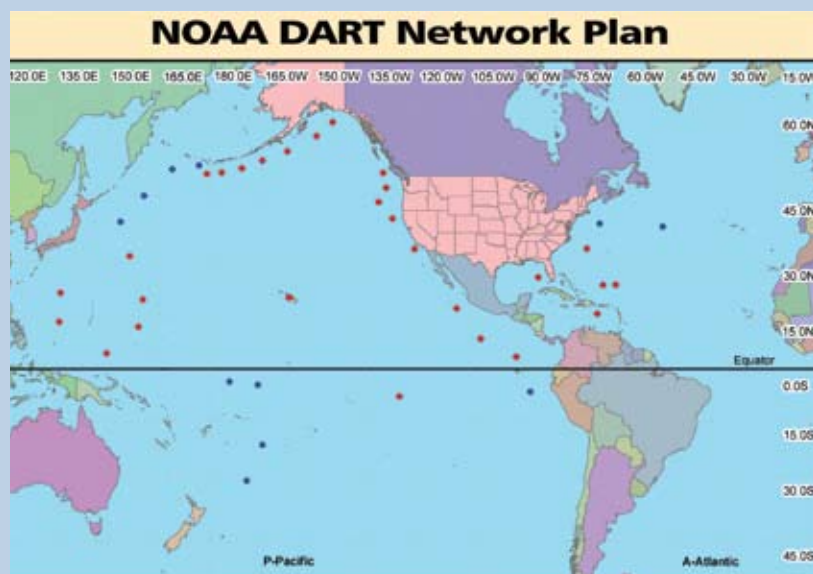 NOAA DART Network Plan
120.0E 135.0E 150.0E 165.0E 180.0E 165.0W 150.0W 135.0W 120.0W 105.0W 90.0W 75.0W 60.0W 45.0W 30.0W 15.0W
60.0N
45.0N
30.0N
15.0N
Equator
0.0S
15.0S
30.0S
45.0S
P-Pacific A-Atlantic